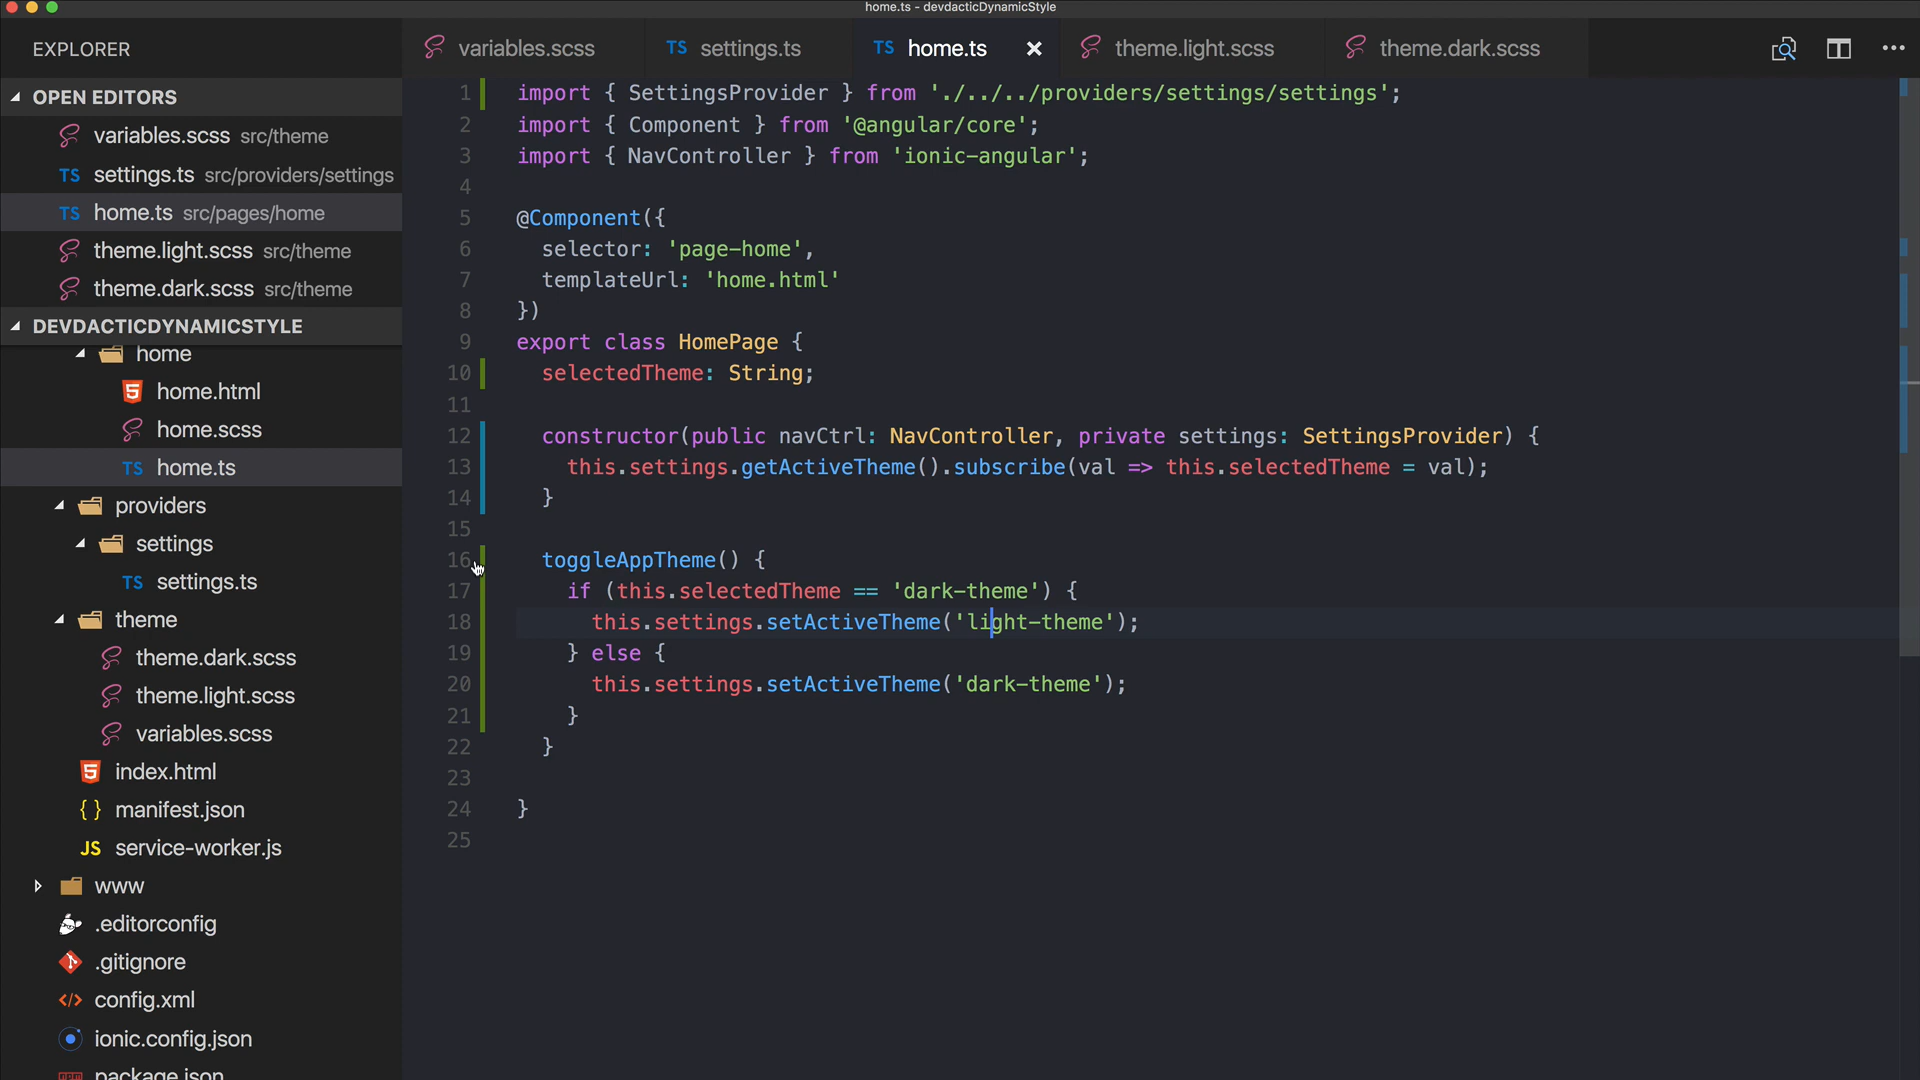 home.ts - devdacticDynamicStyle
EXPLORER
variables.scss
TS settings.ts
TS home.ts
theme.light.scss
theme.dark.scss
OPEN EDITORS
variables.scss src/theme
TS settings.ts src/providers/settings
TS home.ts src/pages/home
theme.light.scss src/theme
theme.dark.scss src/theme
DEVDACTICDYNAMICSTYLE
home
home.html
home.scss
TS home.ts
providers
settings
TS settings.ts
theme
theme.dark.scss
theme.light.scss
variables.scss
index.html
{ } manifest.json
JS service-worker.js
www
.editorconfig
.gitignore
config.xml
ionic.config.json
package.json
1 import { SettingsProvider } from './../../providers/settings/settings';
2 import { Component } from '@angular/core';
3 import { NavController } from 'ionic-angular';
4
5 @Component({
6 selector: 'page-home',
7 templateUrl: 'home.html'
8 })
9 export class HomePage {
10 selectedTheme: String;
11
12 constructor(public navCtrl: NavController, private settings: SettingsProvider) {
13 this.settings.getActiveTheme().subscribe(val => this.selectedTheme = val);
14 }
15
16 toggleAppTheme() {
17 if (this.selectedTheme == 'dark-theme') {
18 this.settings.setActiveTheme('light-theme');
19 } else {
20 this.settings.setActiveTheme('dark-theme');
21 }
22 }
23
24 }
25